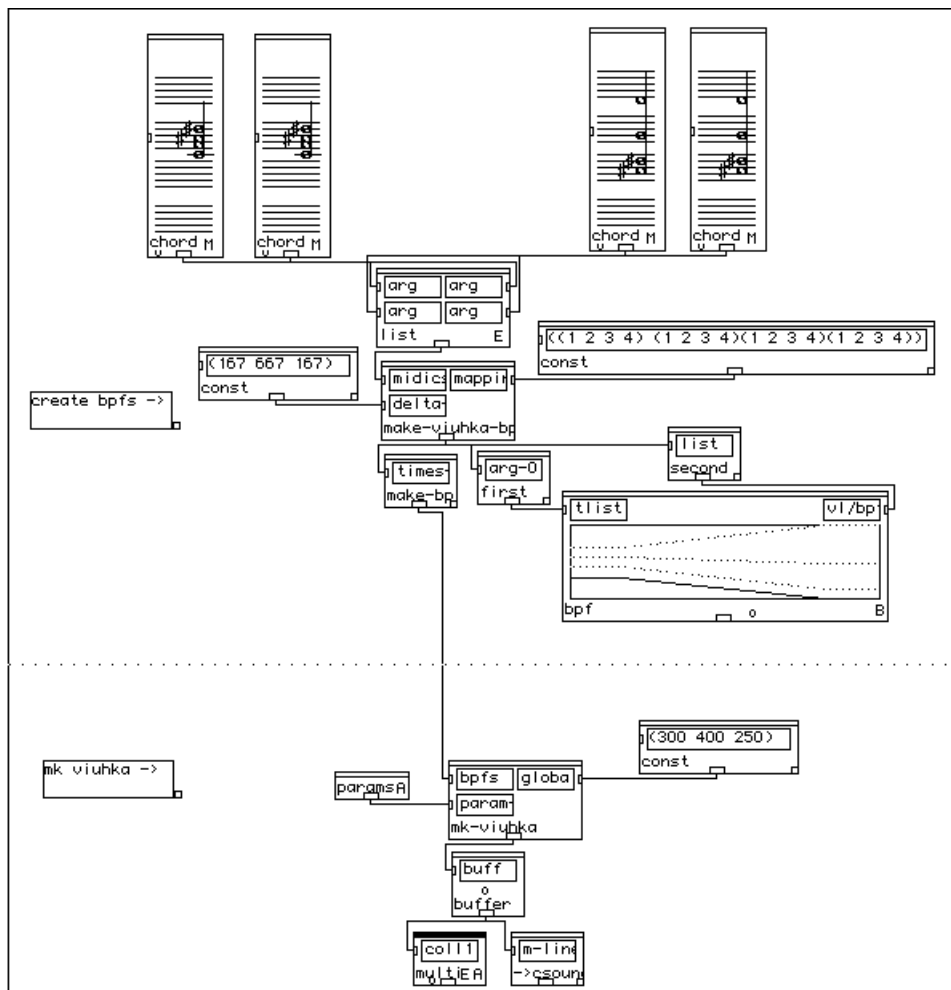 chord M
chord M
chord M
chord M
arg arg
arg arg
list E
((1 2 3 4) (1 2 3 4)(1 2 3 4)(1 2 3 4))
const
(167 667 167)
const
midics mappin
delta-
make-viuhka-bp
create bpfs ->
list
second
times-
make-bp
arg-0
first
tlist vl/bp
bpf o B
(300 400 250)
const
mk viuhka ->
bpfs globa
param-
mk-viuhka
paramsA
buff
o
buffer
coll1
multiEA
m-line
->csoun